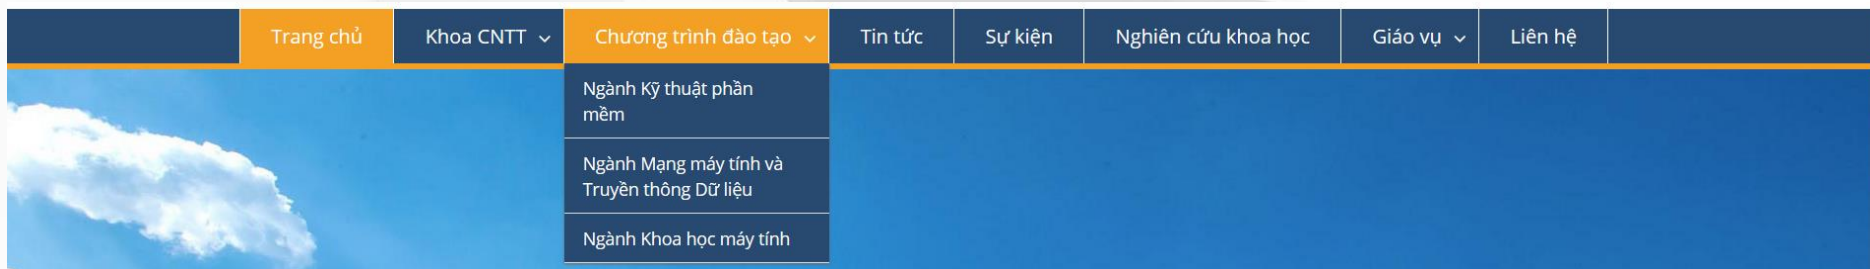 Trang chủ Khoa CNTT Chương trình đào tạo Tin tức Sự kiện Nghiên cứu khoa học Giáo vụ Liên hệ
Ngành Kỹ thuật phần
mềm
Ngành Mạng máy tính và
Truyền thông Dữ liệu
Ngành Khoa học máy tính